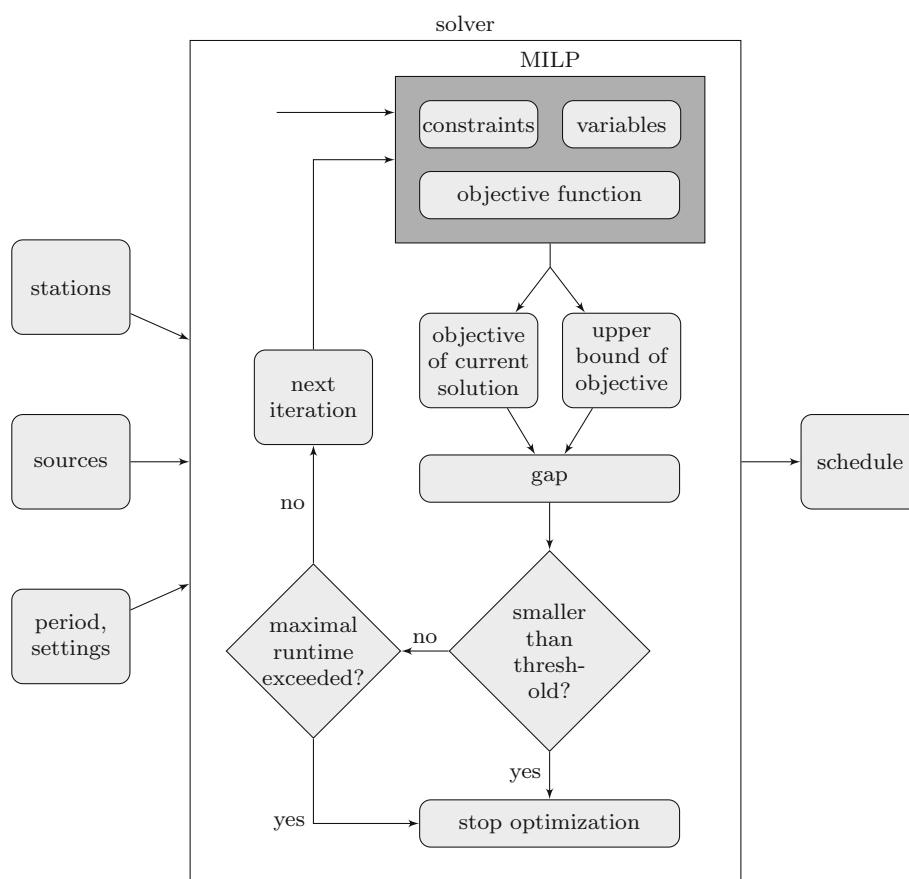 solver
MILP
constraints
variables
objective function
stations
objective
of current
solution
upper
bound of
objective
next
iteration
sources
gap
schedule
no
period,
settings
maximal
runtime
exceeded?
no
smaller
than
thresh-
old?
yes
yes
stop optimization